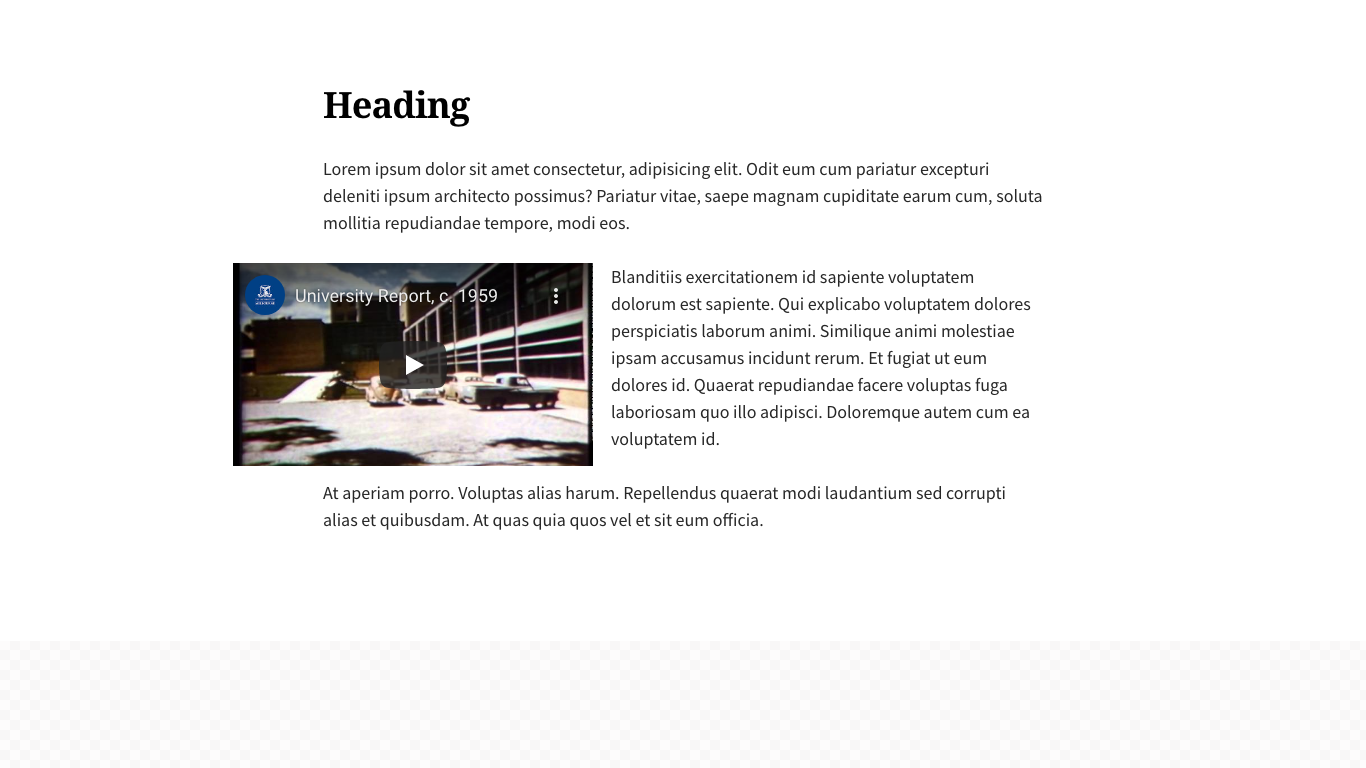 Heading
Lorem ipsum dolor sit amet consectetur, adipisicing elit. Odit eum cum pariatur excepturi
deleniti ipsum architecto possimus? Pariatur vitae, saepe magnam cupiditate earum cum, soluta
mollitia repudiandae tempore, modi eos.
University Report, c. 1959
Blanditiis exercitationem id sapiente voluptatem
dolorum est sapiente. Qui explicabo voluptatem dolores
perspiciatis laborum animi. Similique animi molestiae
ipsam accusamus incidunt rerum. Et fugiat ut eum
dolores id. Quaerat repudiandae facere voluptas fuga
laboriosam quo illo adipisci. Doloremque autem cum ea
voluptatem id.
At aperiam porro. Voluptas alias harum. Repellendus quaerat modi laudantium sed corrupti
alias et quibusdam. At quas quia quos vel et sit eum officia.